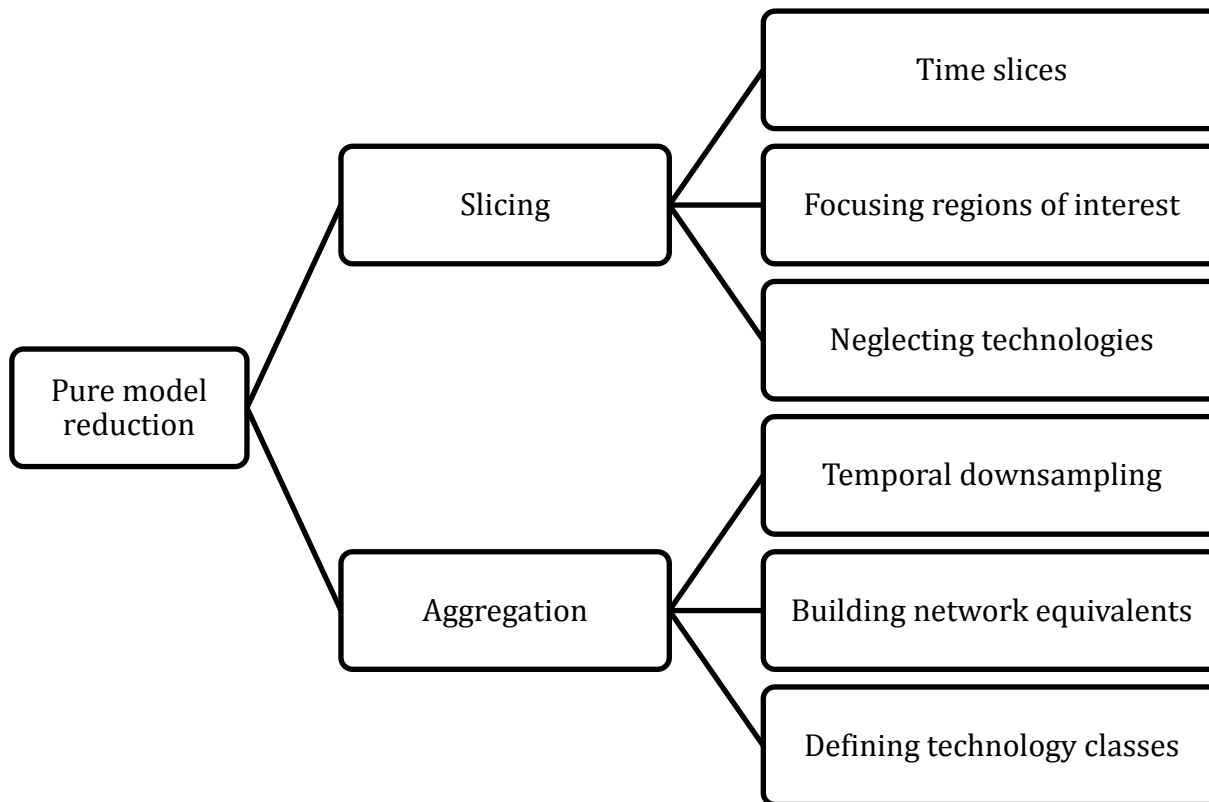 Time slices
Slicing
Focusing regions of interest
Neglecting technologies
Pure model
reduction
Temporal downsampling
Aggregation
Building network equivalents
Defining technology classes